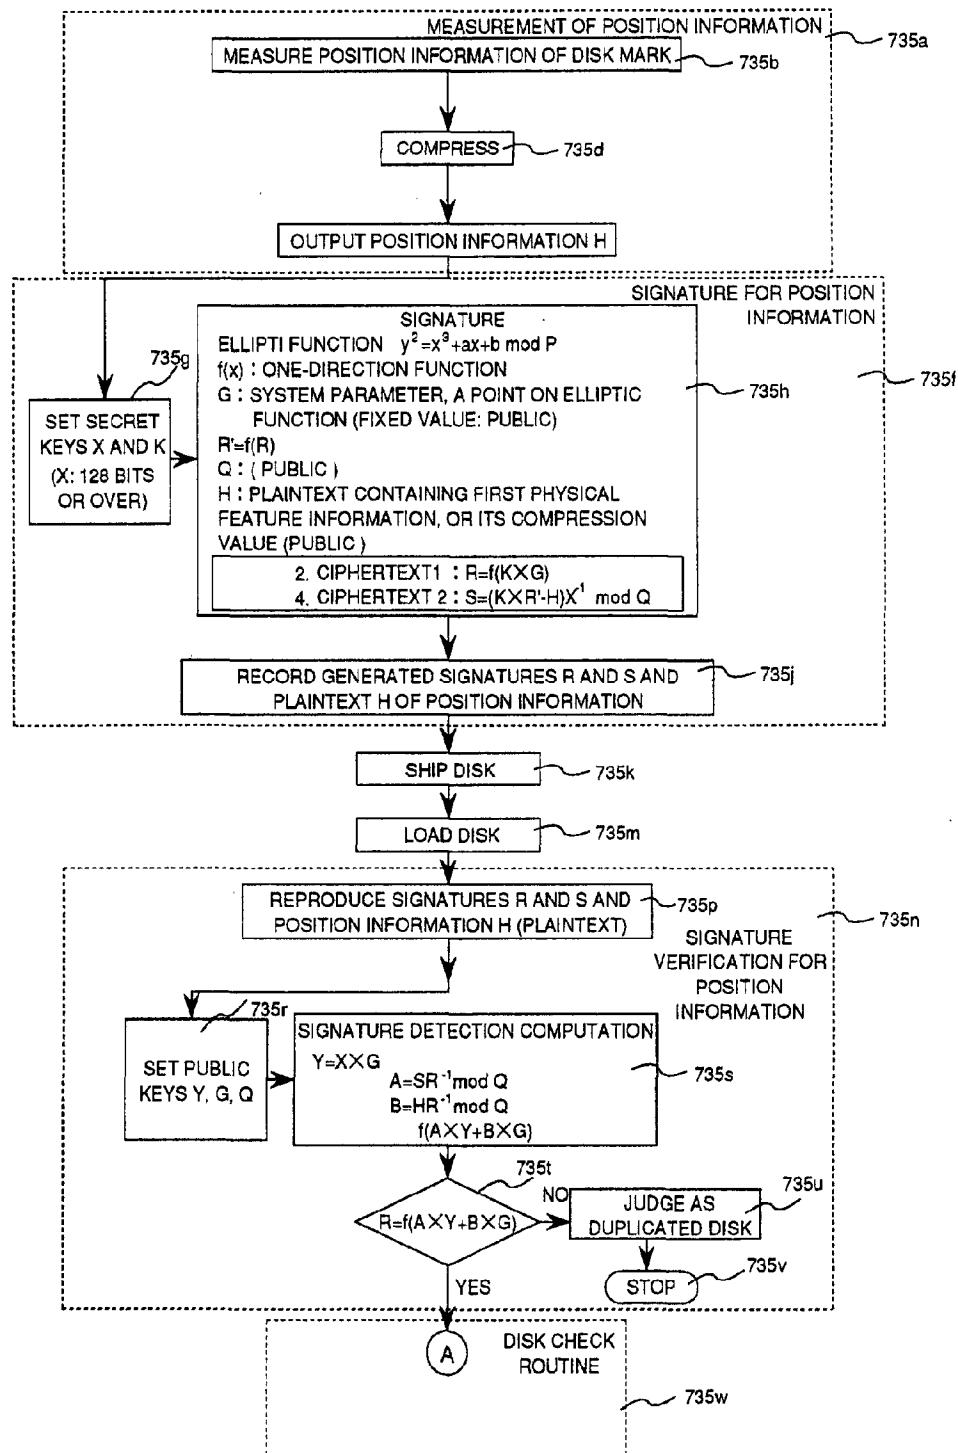 MEASUREMENT OF POSITION INFORMATION
735a
MEASURE POSITION INFORMATION OF DISK MARK
735b
COMPRESS
735d
OUTPUT POSITION INFORMATION H
SIGNATURE FOR POSITION
INFORMATION
735f
735g
SET SECRET
KEYS X AND K
(X: 128 BITS
OR OVER)
SIGNATURE
ELLIPTI FUNCTION y²=x³+ax+b mod P
f(x) : ONE-DIRECTION FUNCTION
G : SYSTEM PARAMETER, A POINT ON ELLIPTIC
FUNCTION (FIXED VALUE: PUBLIC)
R'=f(R)
Q : ( PUBLIC )
H : PLAINTEXT CONTAINING FIRST PHYSICAL
FEATURE INFORMATION, OR ITS COMPRESSION
VALUE (PUBLIC )
2. CIPHERTEXT1 : R=f(K×G)
4. CIPHERTEXT 2 : S=(K×R'-H)X⁻¹ mod Q
735h
RECORD GENERATED SIGNATURES R AND S AND
PLAINTEXT H OF POSITION INFORMATION
735j
SHIP DISK
735k
LOAD DISK
735m
REPRODUCE SIGNATURES R AND S AND
POSITION INFORMATION H (PLAINTEXT)
735p
735n
SIGNATURE
VERIFICATION FOR
POSITION
INFORMATION
735r
SET PUBLIC
KEYS Y, G, Q
SIGNATURE DETECTION COMPUTATION
Y=X×G
A=SR⁻¹mod Q
B=HR⁻¹mod Q
f(A×Y+B×G)
735s
735t
R=f(A×Y+B×G)
NO
JUDGE AS
DUPLICATED DISK
735u
STOP
735v
YES
A
DISK CHECK
ROUTINE
735w